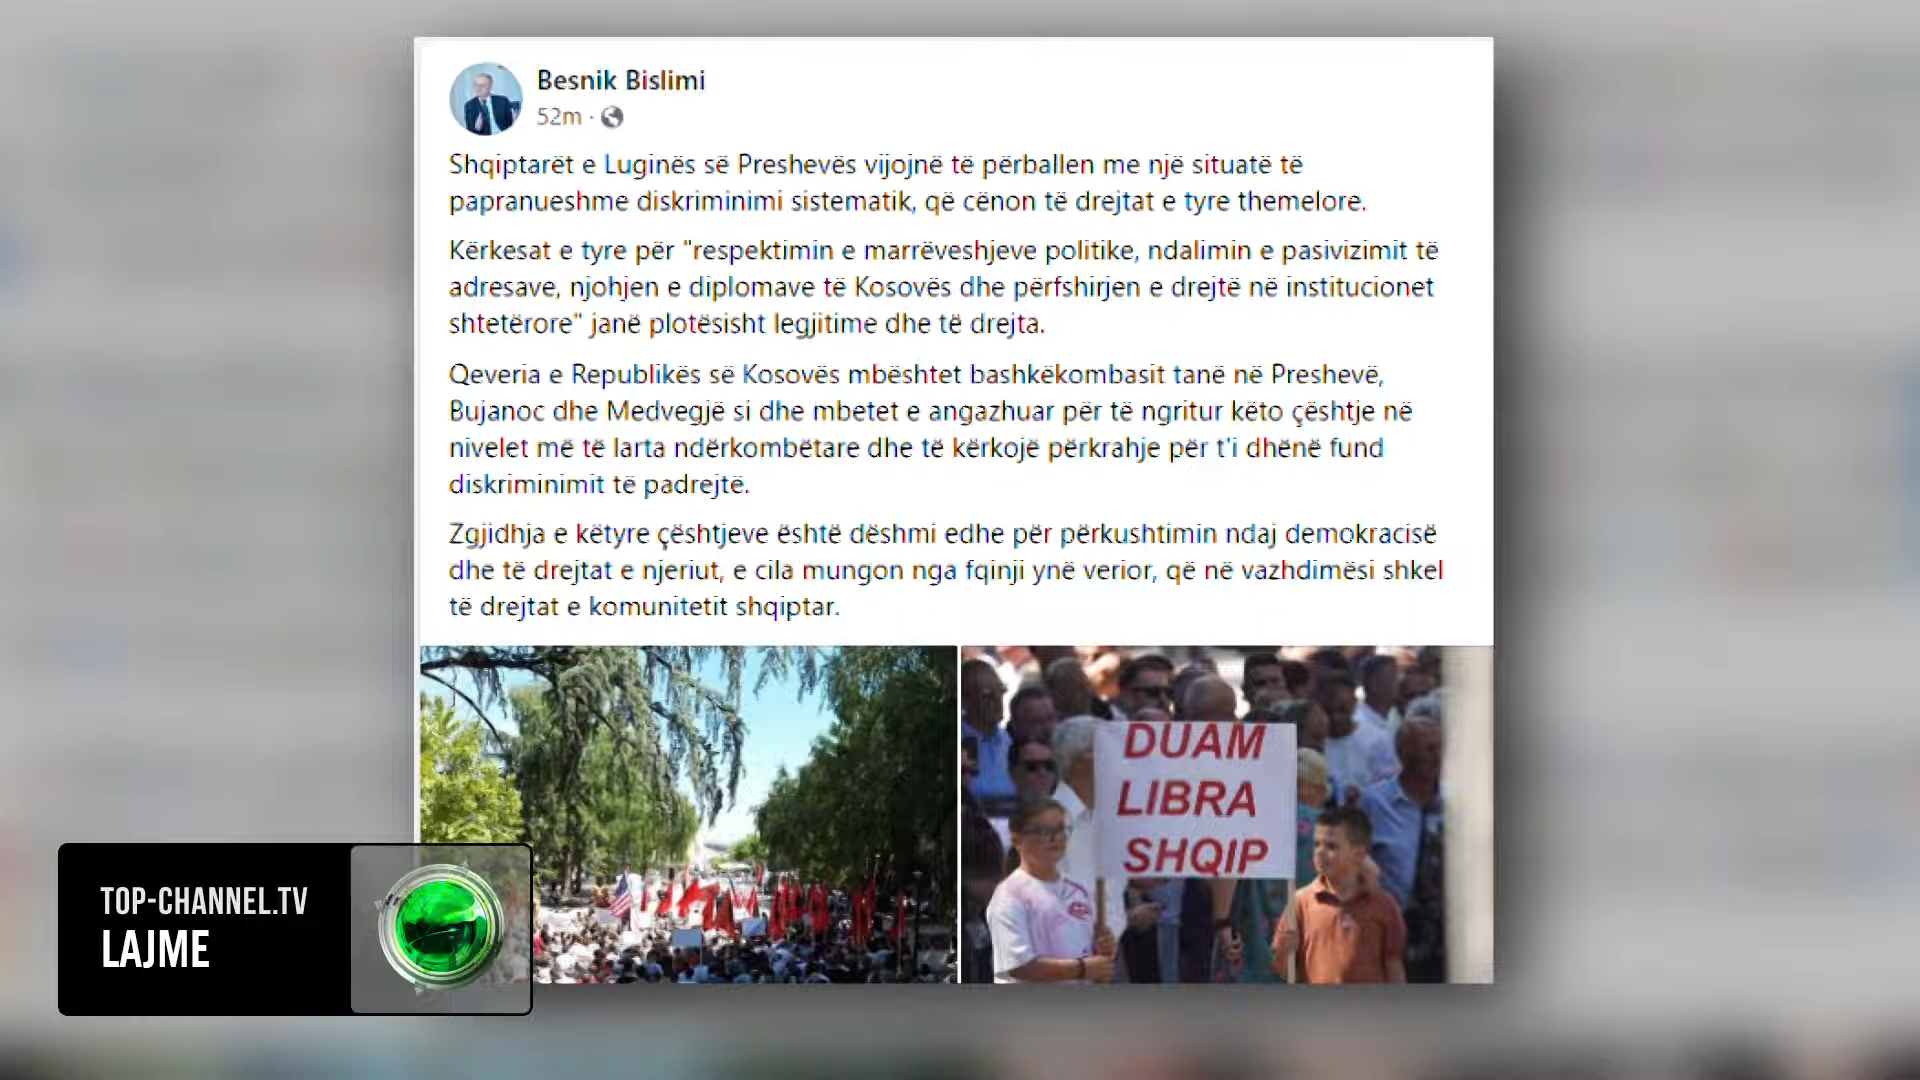 Besnik Bislimi
52m ·
Shqiptarët e Luginës së Preshevës vijojnë të përballen me një situatë të
papranueshme diskriminimi sistematik, që cënon të drejtat e tyre themelore.
Kërkesat e tyre për "respektimin e marrëveshjeve politike, ndalimin e pasivizimit të
adresave, njohjen e diplomave të Kosovës dhe përfshirjen e drejtë në institucionet
shtetërore" janë plotësisht legjitime dhe të drejta.
Qeveria e Republikës së Kosovës mbështet bashkëkombasit tanë në Preshevë,
Bujanoc dhe Medvegjë si dhe mbetet e angazhuar për të ngritur këto çështje në
nivelet më të larta ndërkombëtare dhe të kërkojë përkrahje për t'i dhënë fund
diskriminimit të padrejtë.
Zgjidhja e këtyre çështjeve është dëshmi edhe për përkushtimin ndaj demokracisë
dhe të drejtat e njeriut, e cila mungon nga fqinji ynë verior, që në vazhdimësi shkel
të drejtat e komunitetit shqiptar.
DUAM
LIBRA
SHQIP
TOP-CHANNEL.TV
LAJME